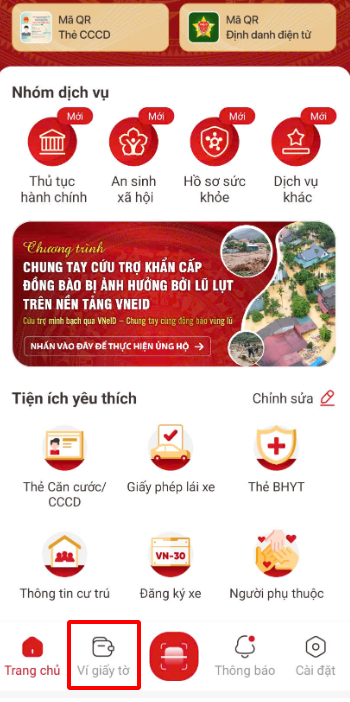 Mã QR
Thẻ CCCD
Mã QR
Định danh điện tử
Nhóm dịch vụ
Mới
Mới
Mới
Mới
Thủ tục
hành chính
An sinh
xã hội
Hồ sơ sức
khỏe
Dịch vụ
khác
Chương trình
CHUNG TAY CỨU TRỢ KHẨN CẤP
ĐỒNG BÀO BỊ ẢNH HƯỞNG BỞI LŨ LỤT
TRÊN NỀN TẢNG VNEID
Cứu trợ minh bạch qua VNeID – Chung tay cùng đồng bào vùng lũ
NHẤN VÀO ĐÂY ĐỂ THỰC HIỆN ỦNG HỘ →
Tiện ích yêu thích
Chỉnh sửa
Thẻ Căn cước/
CCCD
Giấy phép lái xe
Thẻ BHYT
VN-30
Thông tin cư trú
Đăng ký xe
Người phụ thuộc
Trang chủ
Ví giấy tờ
Thông báo
Cài đặt